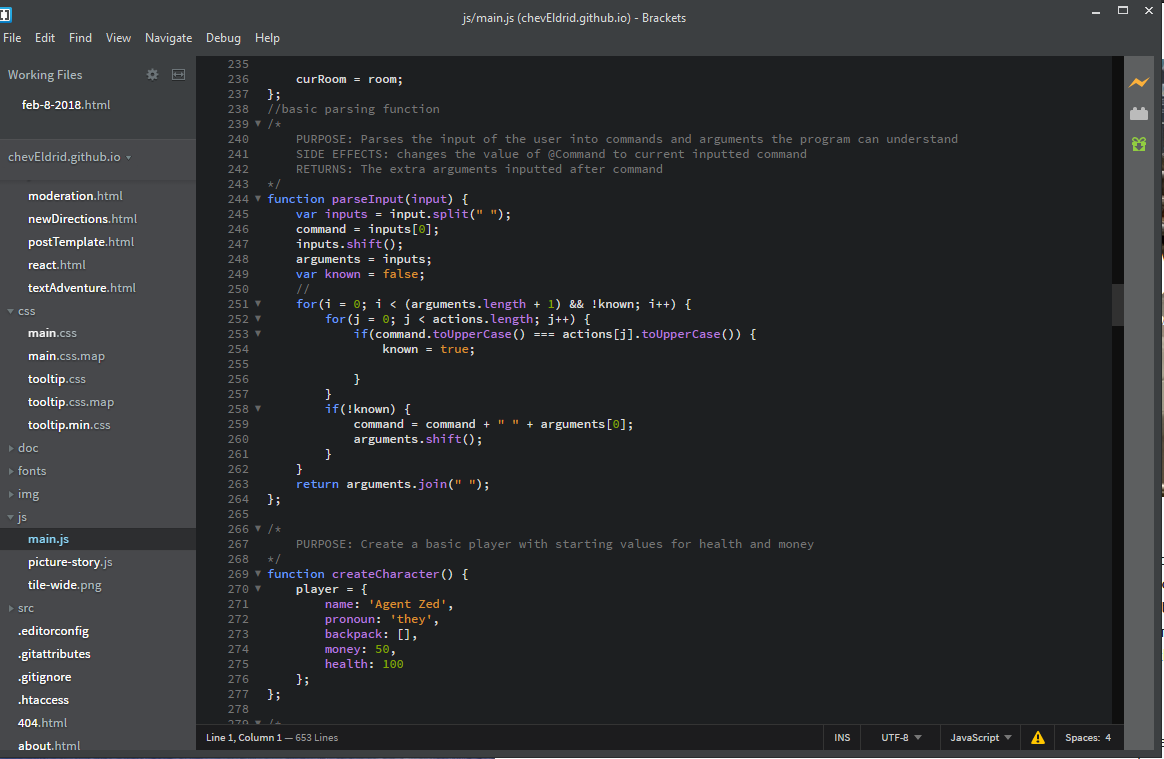 js/main.js (chevEldrid.github.io) - Brackets
File Edit Find View Navigate Debug Help
Working Files
feb-8-2018.html
chevEldrid.github.io
moderation.html
newDirections.html
postTemplate.html
react.html
textAdventure.html
css
main.css
main.css.map
tooltip.css
tooltip.css.map
tooltip.min.css
doc
fonts
img
js
main.js
picture-story.js
tile-wide.png
src
.editorconfig
.gitattributes
.gitignore
.htaccess
404.html
about.html
235
236     curRoom = room;
237 };
238 //basic parsing function
239 /*
240     PURPOSE: Parses the input of the user into commands and arguments the program can understand
241     SIDE EFFECTS: changes the value of @Command to current inputted command
242     RETURNS: The extra arguments inputted after command
243 */
244 function parseInput(input) {
245     var inputs = input.split(" ");
246     command = inputs[0];
247     inputs.shift();
248     arguments = inputs;
249     var known = false;
250     //
251     for(i = 0; i < (arguments.length + 1) && !known; i++) {
252         for(j = 0; j < actions.length; j++) {
253             if(command.toUpperCase() === actions[j].toUpperCase()) {
254                 known = true;
255
256             }
257         }
258         if(!known) {
259             command = command + " " + arguments[0];
260             arguments.shift();
261         }
262     }
263     return arguments.join(" ");
264 };
265
266 /*
267     PURPOSE: Create a basic player with starting values for health and money
268 */
269 function createCharacter() {
270     player = {
271         name: 'Agent Zed',
272         pronoun: 'they',
273         backpack: [],
274         money: 50,
275         health: 100
276     };
277 };
278
279 /*
Line 1, Column 1 — 653 Lines
INS UTF-8 JavaScript Spaces: 4